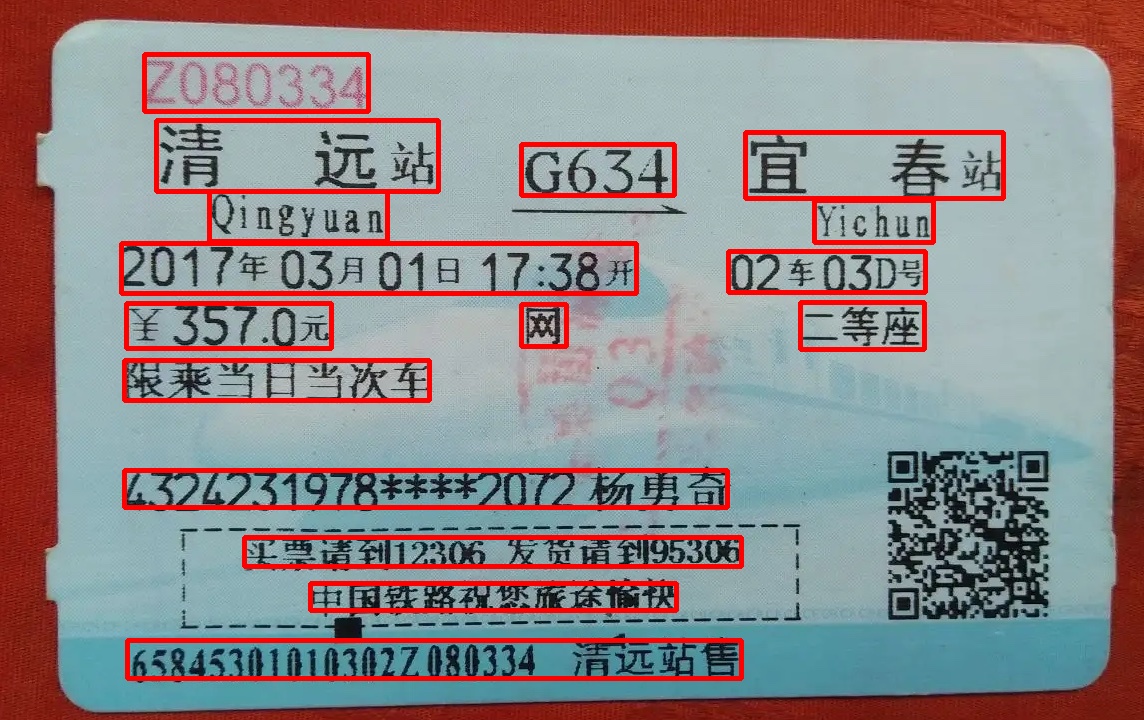 Z080334
清远站 G634 宜春站
Qingyuan Yichun
2017年03月01日 17:38开 02车03D号
￥357.0元 网 二等座
限乘当日当次车
4324231978****2072 杨勇奇
买票请到12306 发货请到95306
中国铁路祝您旅途愉快
65845301010302Z080334 清远站售